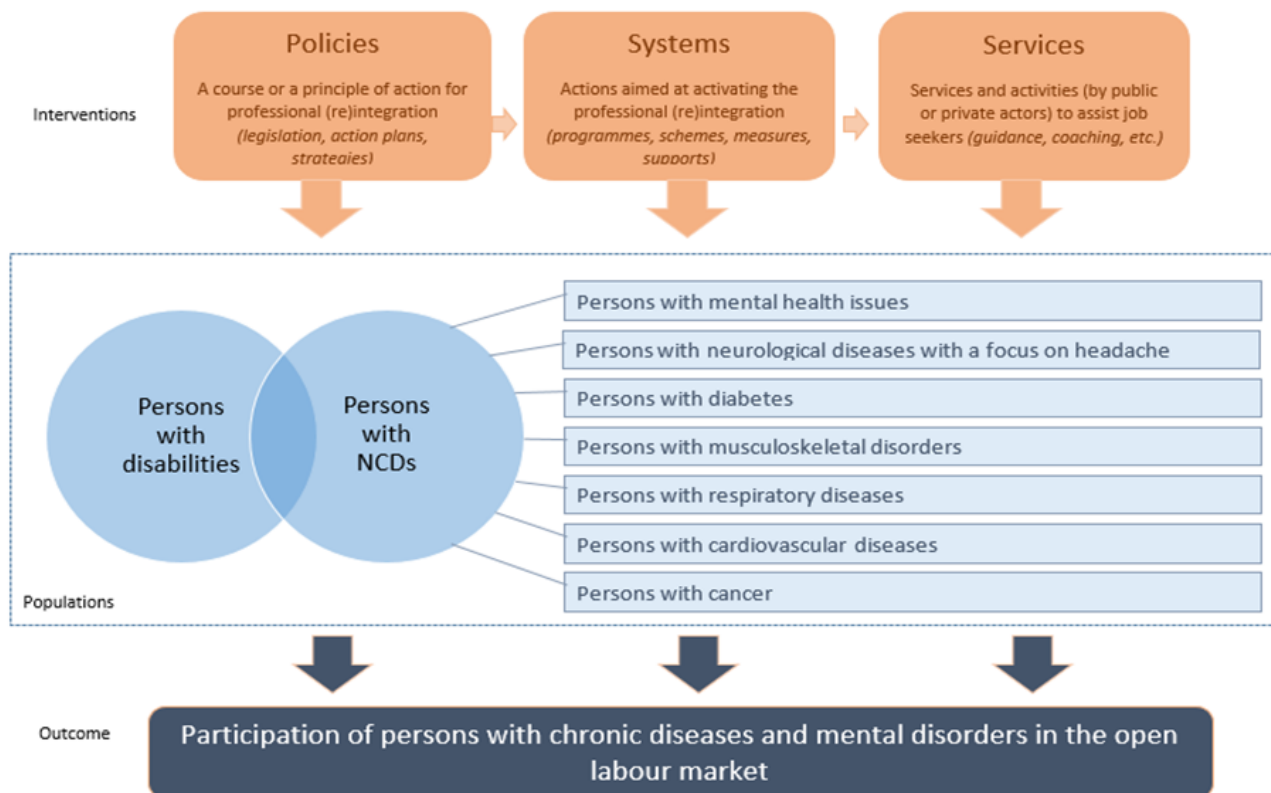 Policies
A course or a principle of action for
professional (re)integration
(legislation, action plans,
strategies)
Systems
Actions aimed at activating the
professional (re)integration
(programmes, schemes, measures,
supports)
Services
Services and activities (by public
or private actors) to assist job
seekers (guidance, coaching, etc.)
Interventions
Persons
with
disabilities
Persons
with
NCDs
Persons with mental health issues
Persons with neurological diseases with a focus on headache
Persons with diabetes
Persons with musculoskeletal disorders
Persons with respiratory diseases
Persons with cardiovascular diseases
Persons with cancer
Populations
Outcome
Participation of persons with chronic diseases and mental disorders in the open
labour market